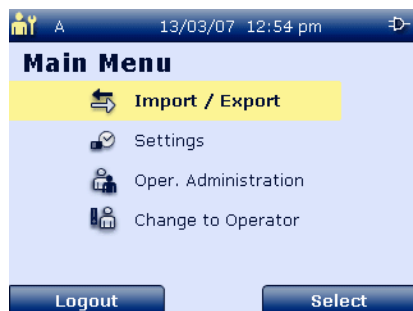 A 13/03/07 12:54 pm
Main Menu
Import / Export
Settings
Oper. Administration
Change to Operator
Logout Select